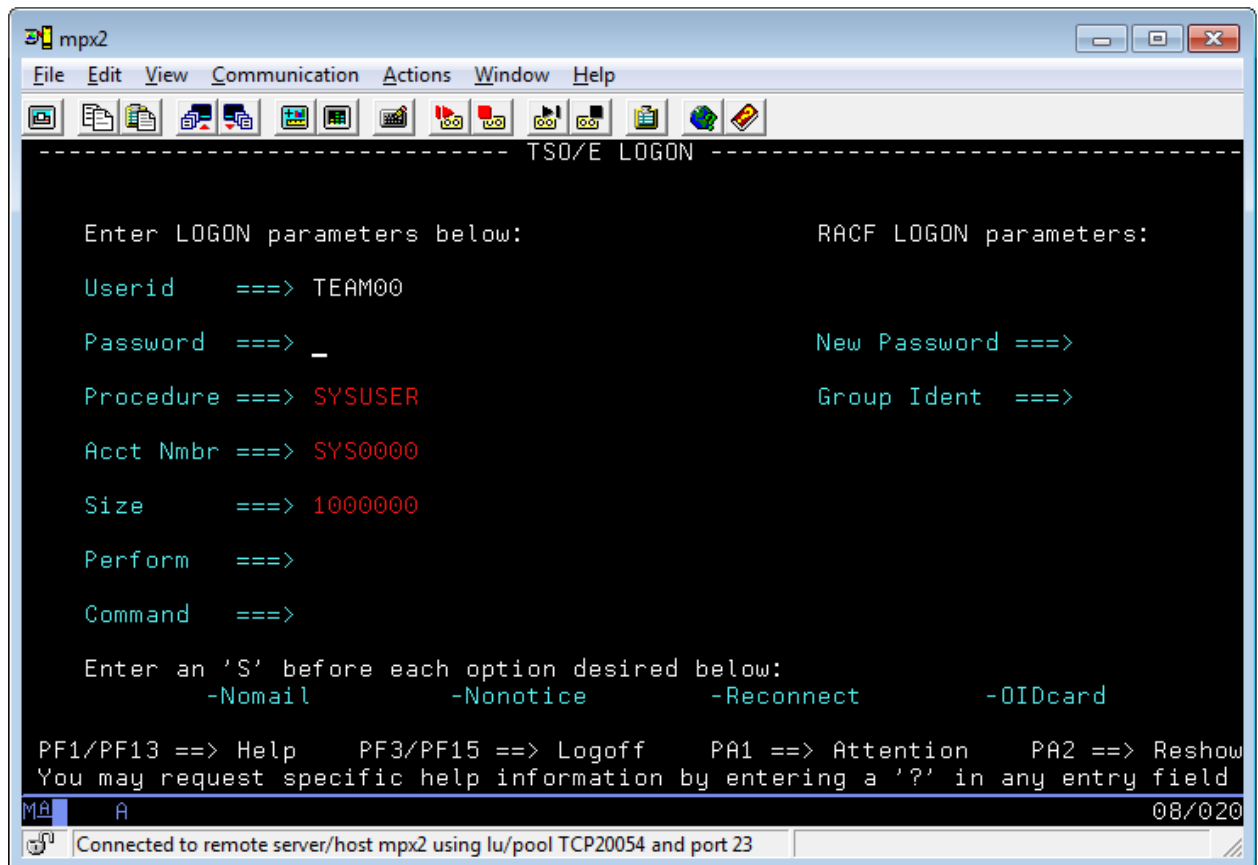 mpx2
File Edit View Communication Actions Window Help
------------------------------- TSO/E LOGON -----------------------------------
Enter LOGON parameters below: RACF LOGON parameters:
Userid ===> TEAM00
Password ===> _ New Password ===>
Procedure ===> SYSUSER Group Ident ===>
Acct Nmbr ===> SYS0000
Size ===> 1000000
Perform ===>
Command ===>
Enter an 'S' before each option desired below:
-Nomail -Nonotice -Reconnect -OIDcard
PF1/PF13 ==> Help PF3/PF15 ==> Logoff PA1 ==> Attention PA2 ==> Reshow
You may request specific help information by entering a '?' in any entry field
MA A 08/020
Connected to remote server/host mpx2 using lu/pool TCP20054 and port 23